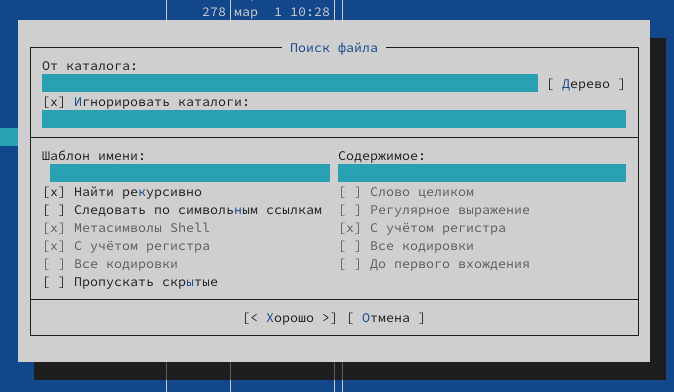 278 мар 1 10:28
Поиск файла
От каталога:
[ Дерево ]
[x] Игнорировать каталоги:
Шаблон имени: Содержимое:
[x] Найти рекурсивно [ ] Слово целиком
[ ] Следовать по символьным ссылкам [ ] Регулярное выражение
[x] Метасимволы Shell [x] С учётом регистра
[x] С учётом регистра [ ] Все кодировки
[ ] Все кодировки [ ] До первого вхождения
[ ] Пропускать скрытые
[< Хорошо >] [ Отмена ]